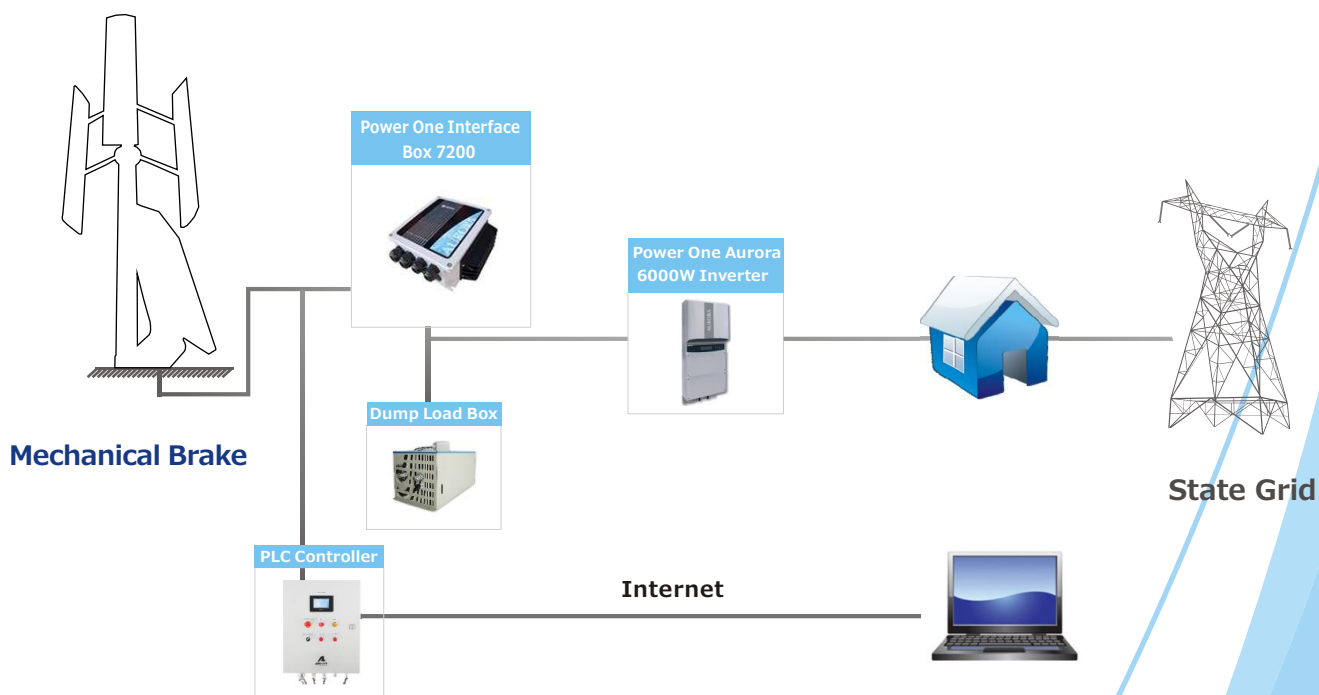 Power One Interface
Box 7200
Power One Aurora
6000W Inverter
Dump Load Box
Mechanical Brake
State Grid
PLC Controller
Internet
AURORA